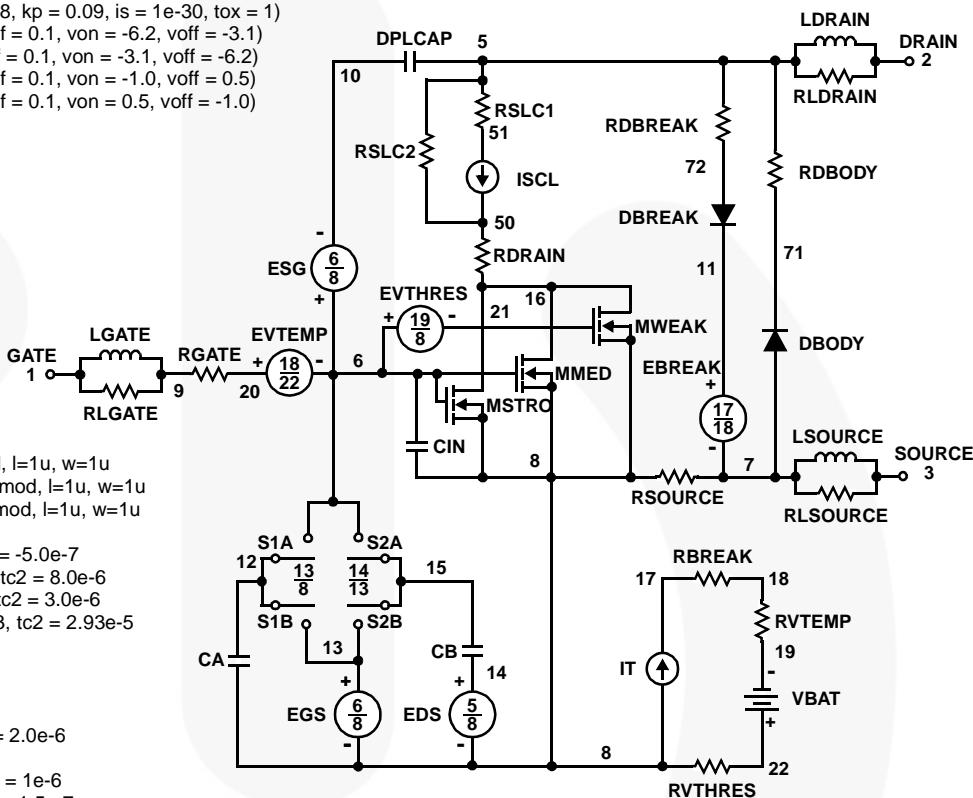 8, kp = 0.09, is = 1e-30, tox = 1)
f = 0.1, von = -6.2, voff = -3.1)
= 0.1, von = -3.1, voff = -6.2)
f = 0.1, von = -1.0, voff = 0.5)
f = 0.1, von = 0.5, voff = -1.0)
DPLCAP
5
10
LDRAIN
DRAIN
2
RLDRAIN
RSLC1
51
RSLC2
ISCL
50
RDBREAK
72
RDBODY
DBREAK
71
11
RDRAIN
-
ESG
6
8
+
EVTHRES
+
19
8
-
16
21
MWEAK
LGATE
EVTEMP
GATE
1
RGATE
+
18
22
-
6
9
20
RLGATE
MMED
EBREAK
+
17
18
-
DBODY
MSTRO
CIN
8
7
LSOURCE
SOURCE
3
RSOURCE
RLSOURCE
, l=1u, w=1u
mod, l=1u, w=1u
mod, l=1u, w=1u
= -5.0e-7
tc2 = 8.0e-6
tc2 = 3.0e-6
, tc2 = 2.93e-5
= 2.0e-6
= 1e-6
S1A
S2A
12
13
8
14
13
15
S1B
S2B
13
CA
CB
14
+
EGS
6
8
-
+
EDS
5
8
-
RBREAK
17
18
RVTEMP
19
IT
-
VBAT
+
8
22
RVTHRES